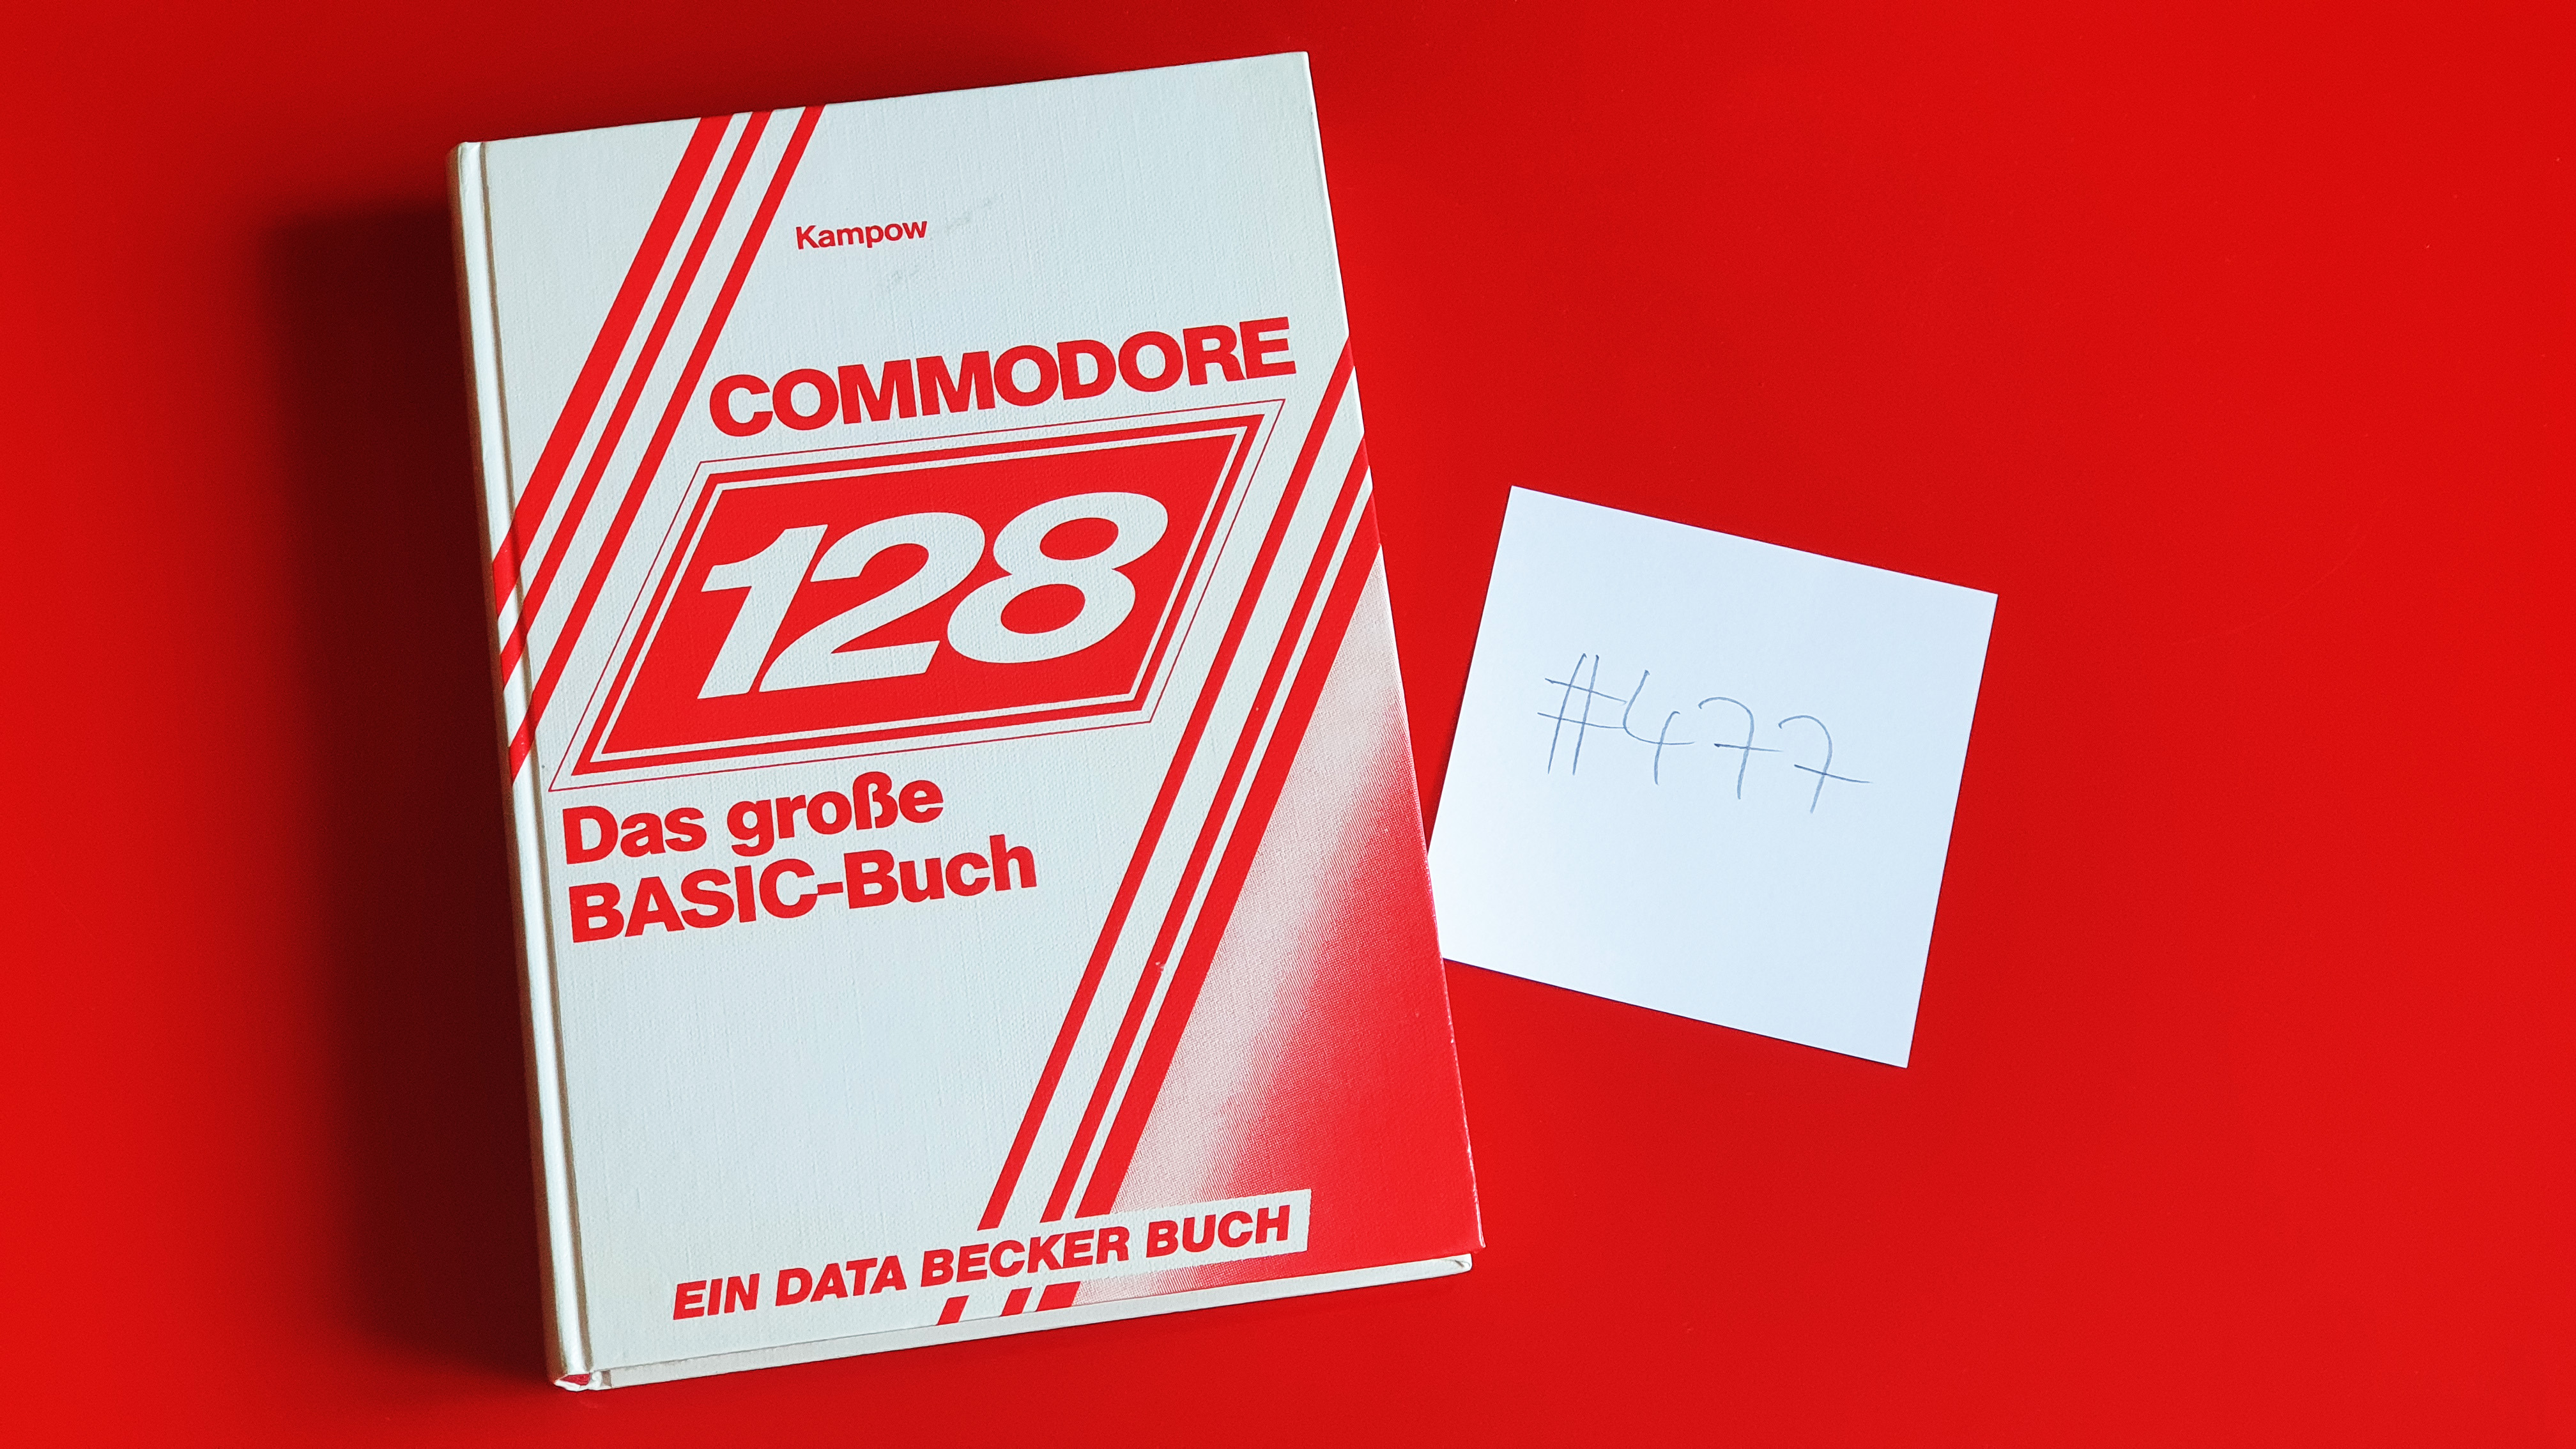 Kampow
COMMODORE
128
Das große
BASIC-Buch
EIN DATA BECKER BUCH
#477